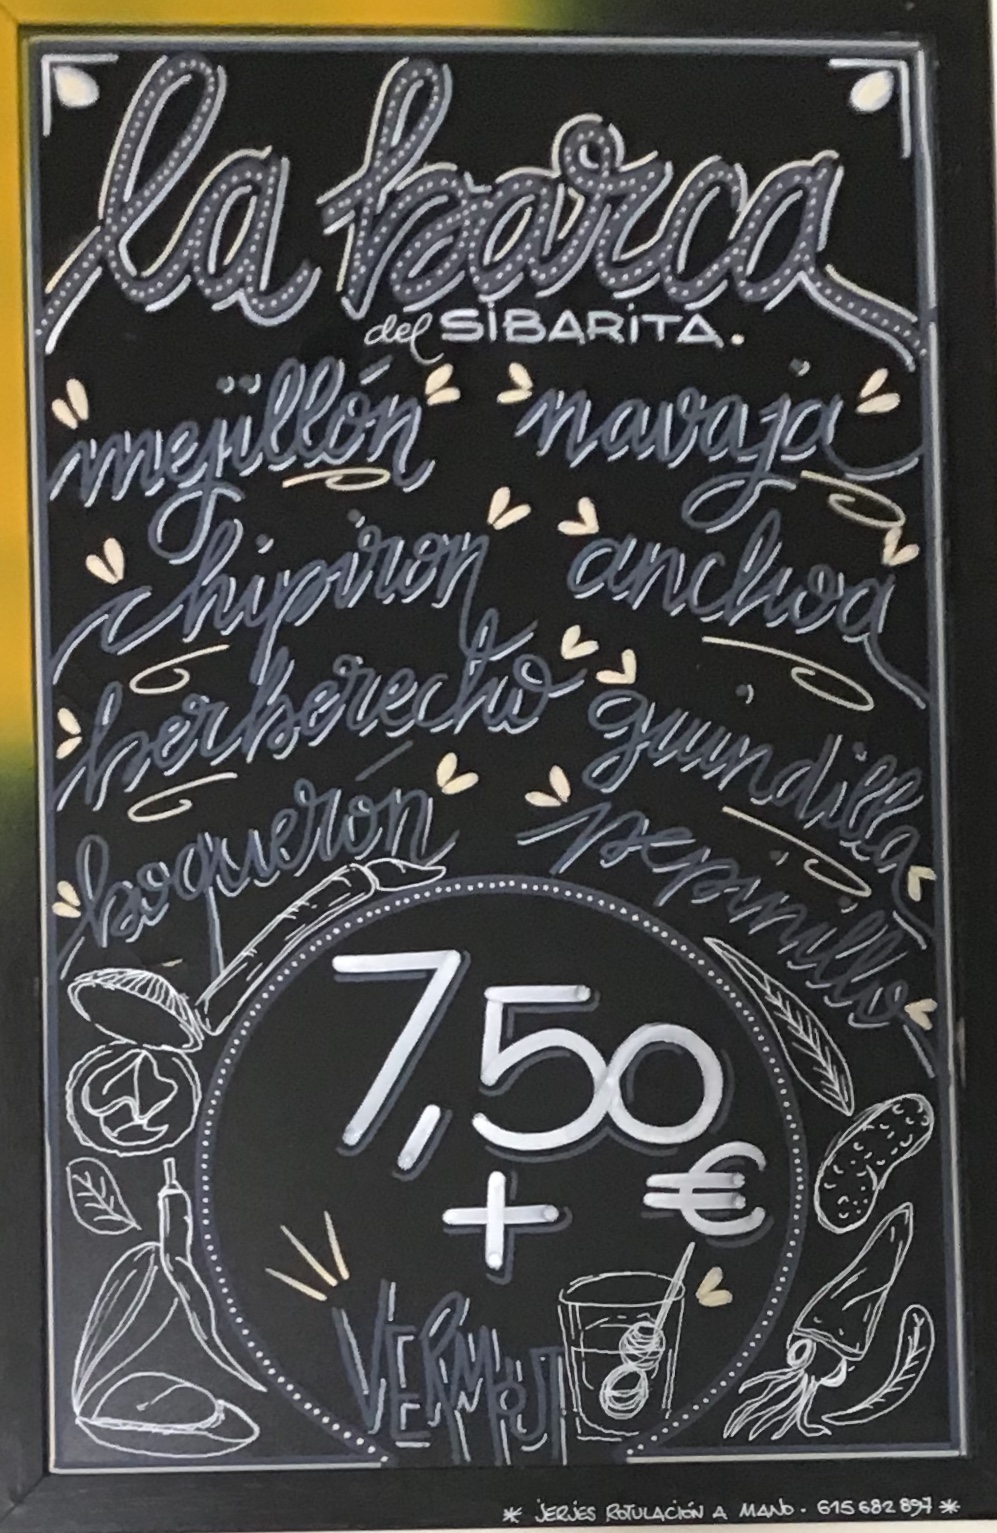 la barca
del SIBARITA.
mejillón navaja
chipiron anchoa
berberecho guindilla
boquerón pepinillo
7,50
+ €
VERMUT
* JERJES ROTULACIÓN A MANO - 615 682 897 *